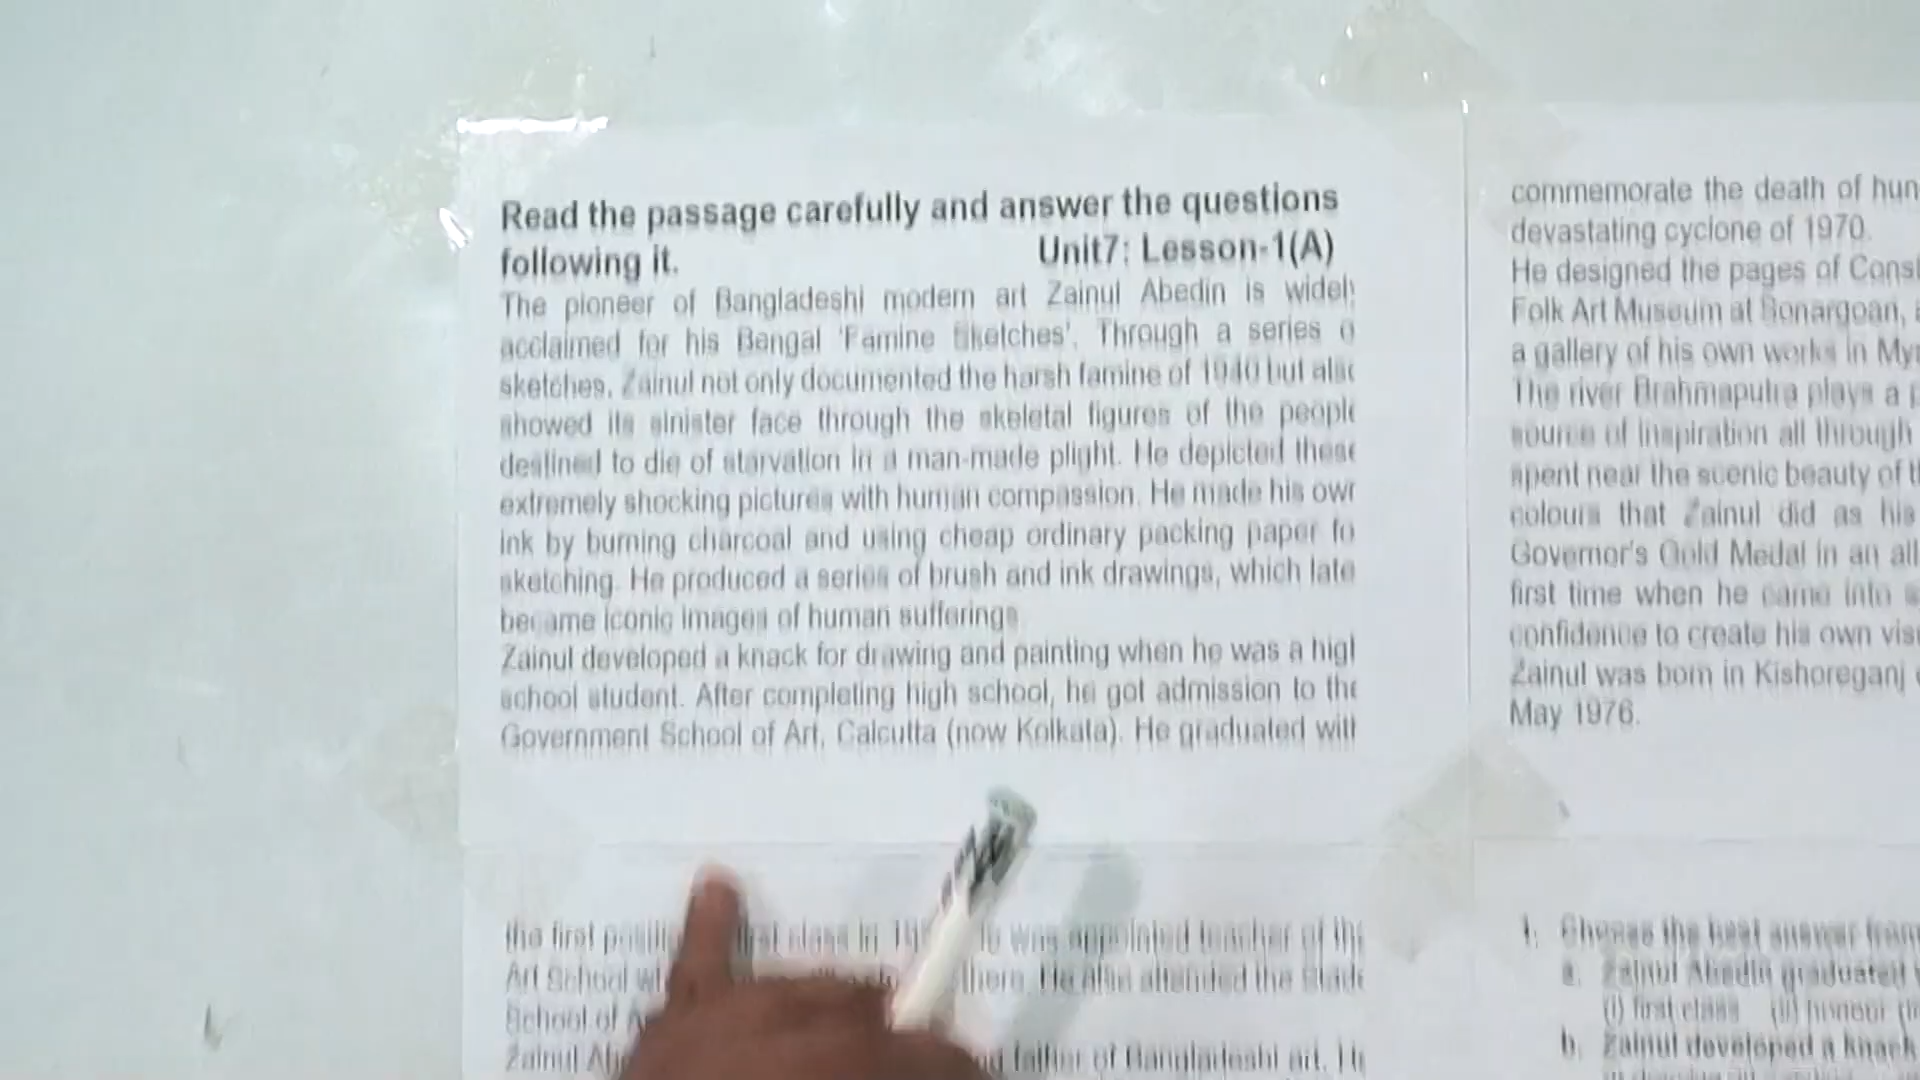 Read the passage carefully and answer the questions
following it. Unit7: Lesson-1(A)
The pioneer of Bangladeshi modern art Zainul Abedin is widely
acclaimed for his Bengal 'Famine Sketches'. Through a series o
sketches, Zainul not only documented the harsh famine of 1940 but also
showed its sinister face through the skeletal figures of the people
destined to die of starvation in a man-made plight. He depicted these
extremely shocking pictures with human compassion. He made his own
ink by burning charcoal and using cheap ordinary packing paper fo
sketching. He produced a series of brush and ink drawings, which late
became iconic images of human sufferings
Zainul developed a knack for drawing and painting when he was a high
school student. After completing high school, he got admission to the
Government School of Art, Calcutta (now Kolkata). He graduated with
the first first class in was appointed teacher of the
Art School there. He also attended the Slade
School of
Zainul father of Bangladeshi art. He
commemorate the death of hun
devastating cyclone of 1970.
He designed the pages of Const
Folk Art Museum at Sonargoan,
a gallery of his own works in My
The river Brahmaputra plays a p
source of inspiration all through
spent near the scenic beauty of th
colours that Zainul did as his
Governor's Gold Medal in an all
first time when he came into
confidence to create his own visu
Zainul was born in Kishoreganj
May 1976.
1. Choose the best answer from
a. Zainul Abedin graduated w
(i) first class (ii) honour (ii
b. Zainul developed a knack